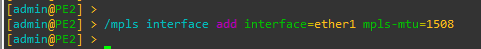 [admin@PE2] >
[admin@PE2] > /mpls interface add interface=ether1 mpls-mtu=1508
[admin@PE2] >